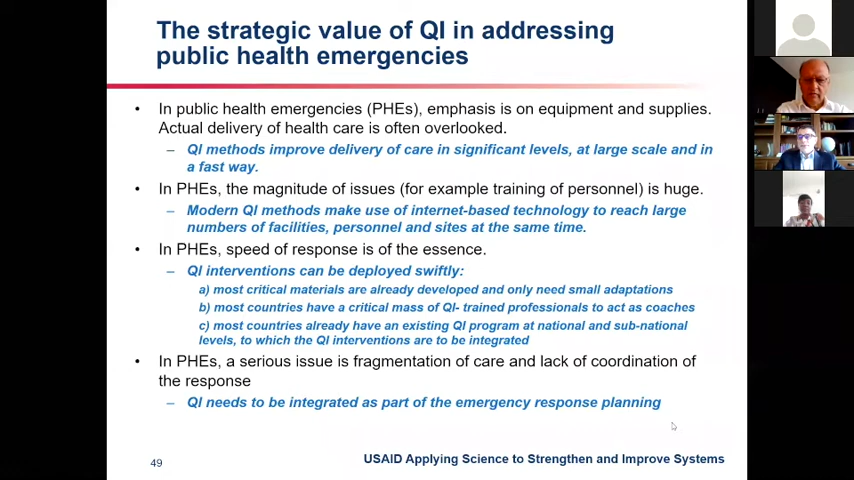 The strategic value of QI in addressing
public health emergencies
• In public health emergencies (PHEs), emphasis is on equipment and supplies.
Actual delivery of health care is often overlooked.
– QI methods improve delivery of care in significant levels, at large scale and in
a fast way.
• In PHEs, the magnitude of issues (for example training of personnel) is huge.
– Modern QI methods make use of internet-based technology to reach large
numbers of facilities, personnel and sites at the same time.
• In PHEs, speed of response is of the essence.
– QI interventions can be deployed swiftly:
a) most critical materials are already developed and only need small adaptations
b) most countries have a critical mass of QI- trained professionals to act as coaches
c) most countries already have an existing QI program at national and sub-national
levels, to which the QI interventions are to be integrated
• In PHEs, a serious issue is fragmentation of care and lack of coordination of
the response
– QI needs to be integrated as part of the emergency response planning
49
USAID Applying Science to Strengthen and Improve Systems